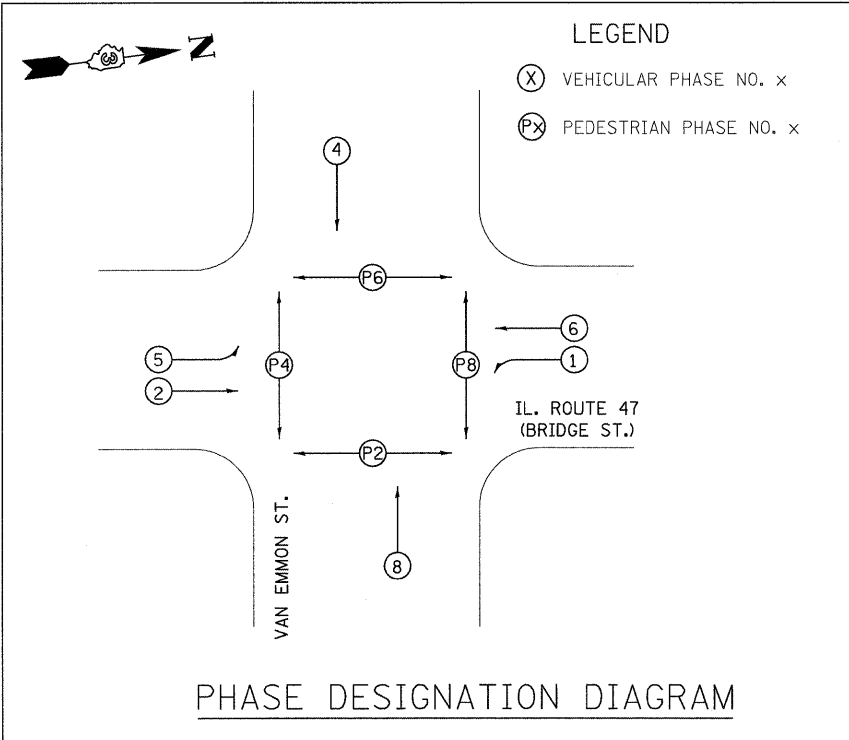 LEGEND
X VEHICULAR PHASE NO. x
Px PEDESTRIAN PHASE NO. x
3
N
4
P6
5
2
P4
P8
6
1
IL. ROUTE 47
(BRIDGE ST.)
P2
VAN EMMON ST.
8
PHASE DESIGNATION DIAGRAM